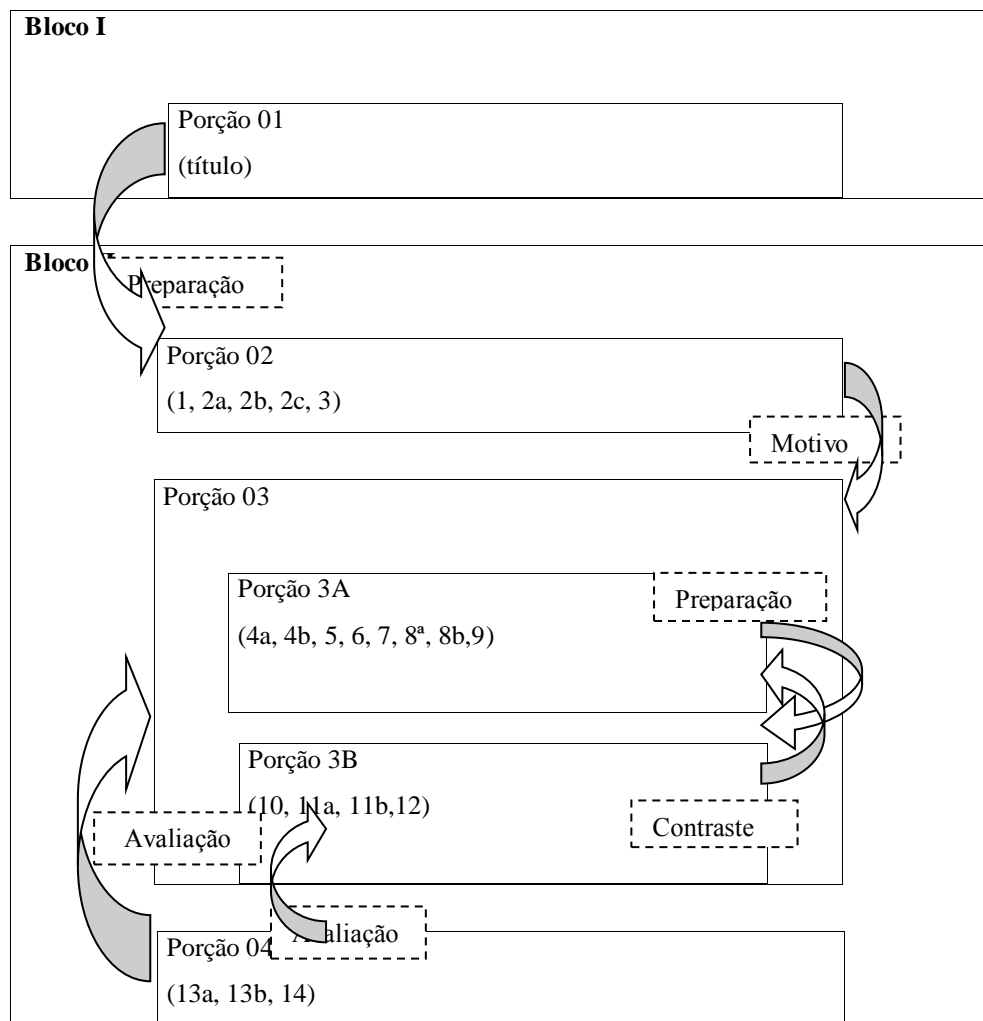 Bloco I
Porção 01
(título)
Bloco
Preparação
Porção 02
(1, 2a, 2b, 2c, 3)
Motivo
Porção 03
Porção 3A
Preparação
(4a, 4b, 5, 6, 7, 8ª, 8b,9)
Porção 3B
(10, 11a, 11b,12)
Avaliação
Contraste
Avaliação
Porção 04
(13a, 13b, 14)